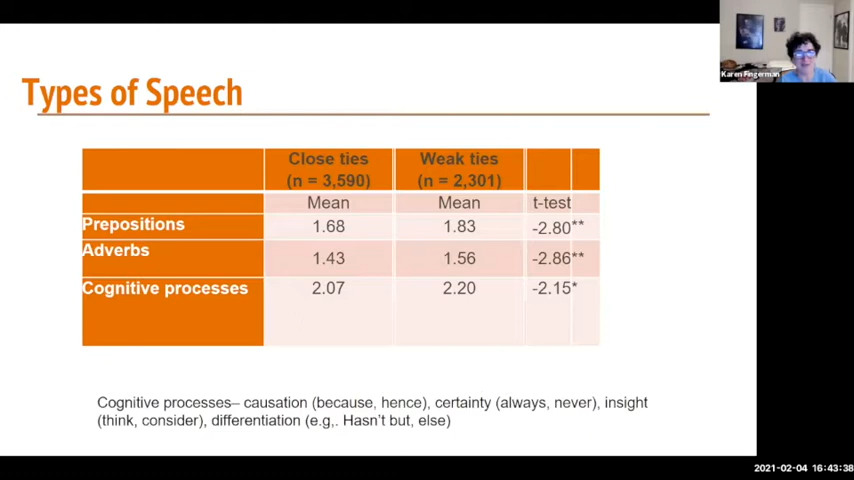 Karen Fingerman
Types of Speech
Close ties Weak ties
(n = 3,590) (n = 2,301)
Mean Mean t-test
Prepositions 1.68 1.83 -2.80**
Adverbs 1.43 1.56 -2.86**
Cognitive processes 2.07 2.20 -2.15*
Cognitive processes– causation (because, hence), certainty (always, never), insight
(think, consider), differentiation (e.g,. Hasn't but, else)
2021-02-04 16:43:38